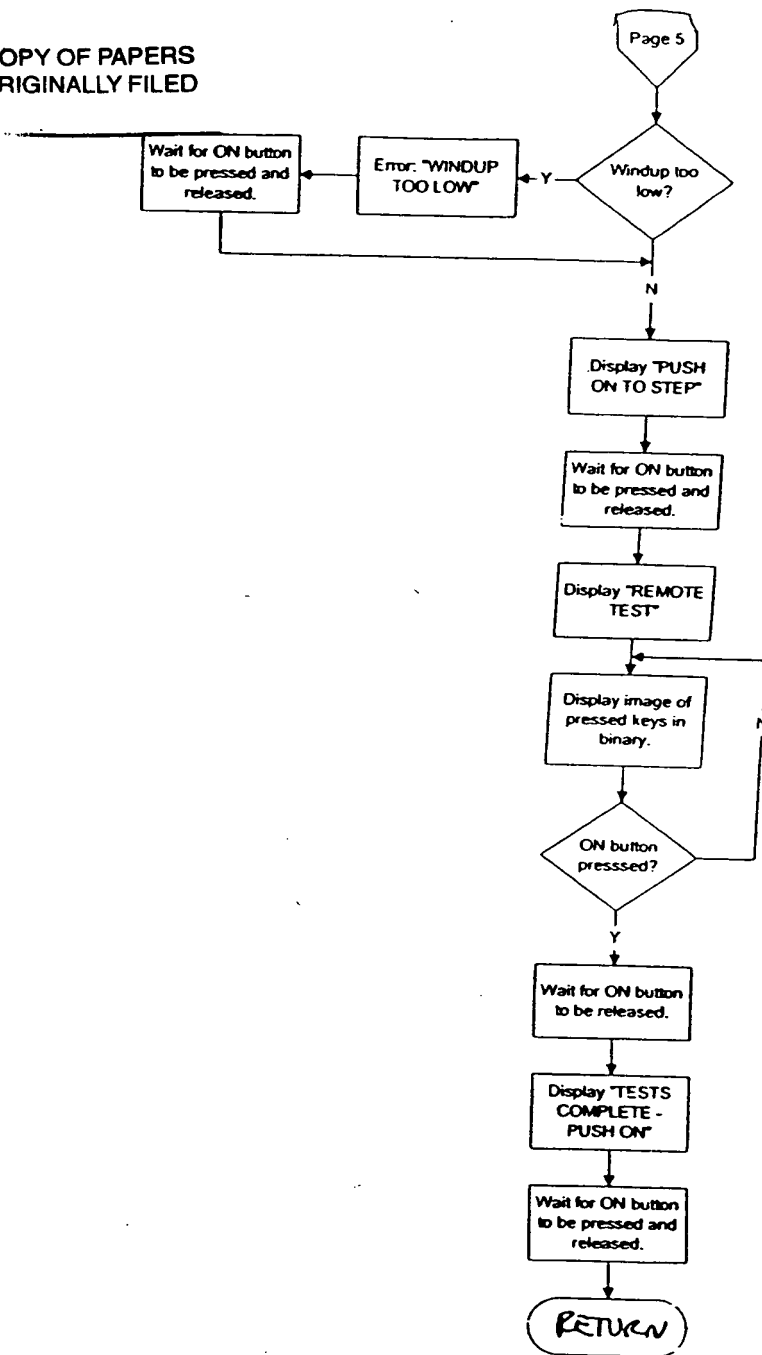 OPY OF PAPERS
RIGINALLY FILED
Page 5
Windup too
low?
Y
Error: "WINDUP
TOO LOW"
Wait for ON button
to be pressed and
released.
N
Display "PUSH
ON TO STEP"
Wait for ON button
to be pressed and
released.
Display "REMOTE
TEST"
Display image of
pressed keys in
binary.
N
ON button
presssed?
Y
Wait for ON button
to be released.
Display "TESTS
COMPLETE -
PUSH ON"
Wait for ON button
to be pressed and
released.
RETURN